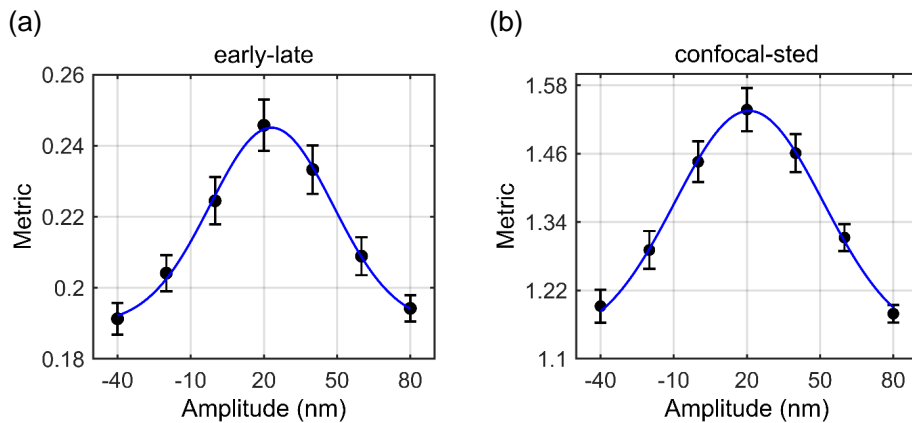 (a)
early-late
0.26
0.24
0.22
0.2
0.18
Metric
-40 -10 20 50 80
Amplitude (nm)
(b)
confocal-sted
1.58
1.46
1.34
1.22
1.1
Metric
-40 -10 20 50 80
Amplitude (nm)